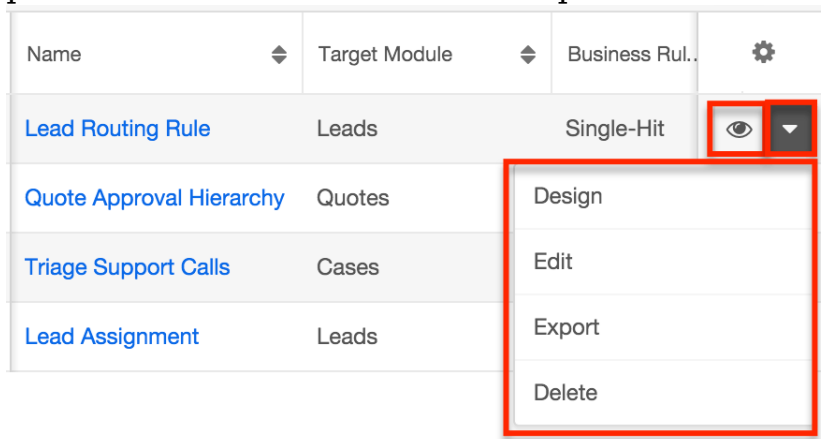 Name Target Module Business Rul..
Lead Routing Rule Leads Single-Hit
Quote Approval Hierarchy Quotes Design
Triage Support Calls Cases Edit
Lead Assignment Leads Export
Delete